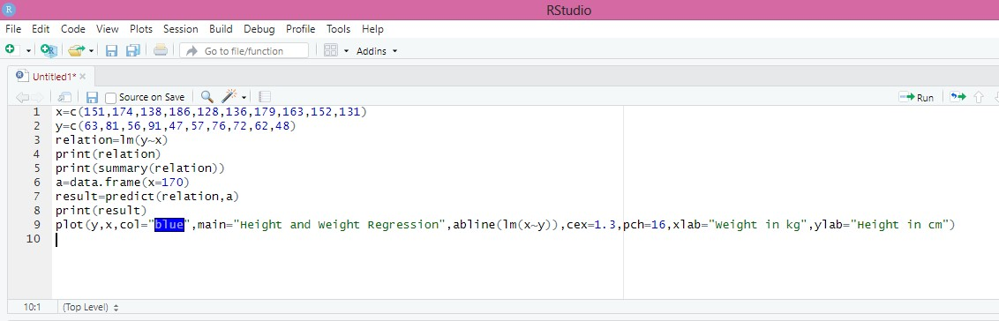 RStudio
File Edit Code View Plots Session Build Debug Profile Tools Help
Go to file/function Addins
Untitled1*
Source on Save Run
1 x=c(151,174,138,186,128,136,179,163,152,131)
2 y=c(63,81,56,91,47,57,76,72,62,48)
3 relation=lm(y~x)
4 print(relation)
5 print(summary(relation))
6 a=data.frame(x=170)
7 result=predict(relation,a)
8 print(result)
9 plot(y,x,col="blue",main="Height and Weight Regression",abline(lm(x~y)),cex=1.3,pch=16,xlab="Weight in kg",ylab="Height in cm")
10
10:1 (Top Level)